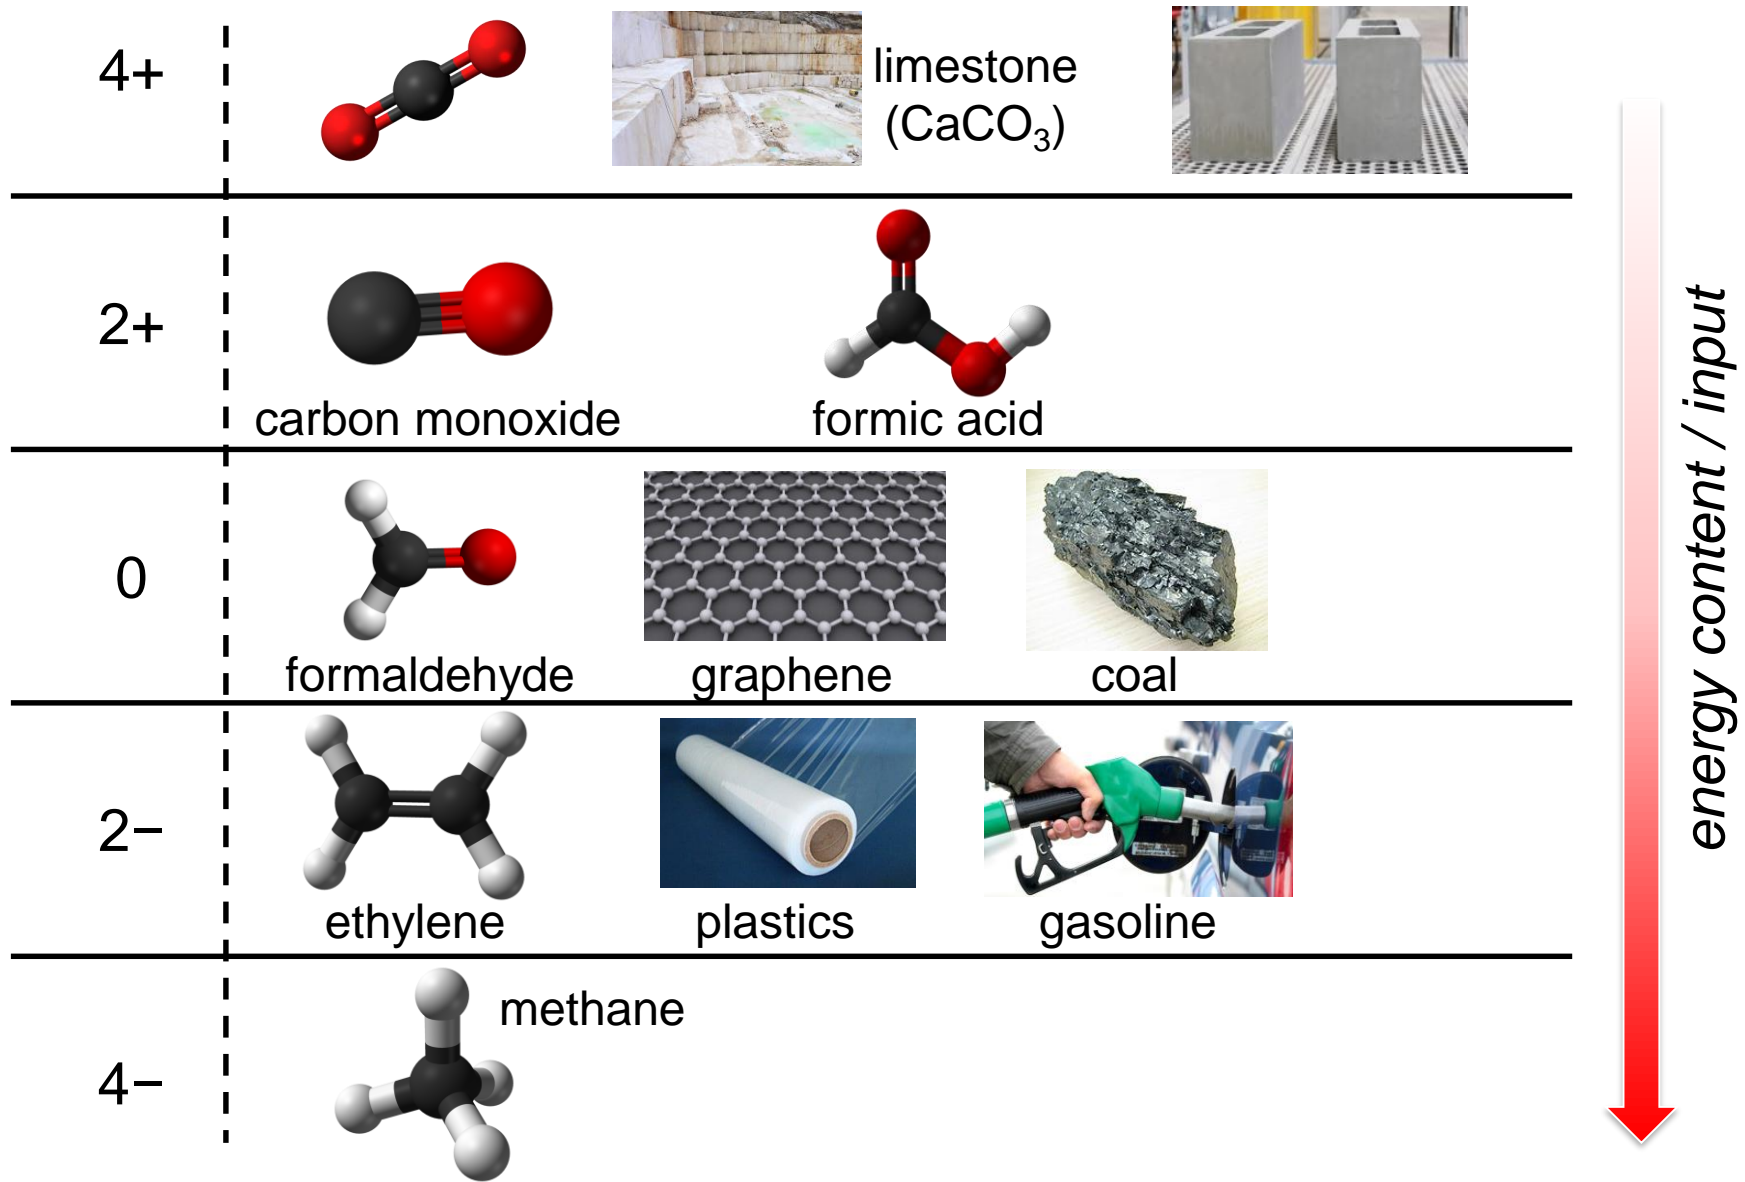 4+
limestone
(CaCO₃)
2+
carbon monoxide
formic acid
0
formaldehyde
graphene
coal
2−
ethylene
plastics
gasoline
4−
methane
energy content / input